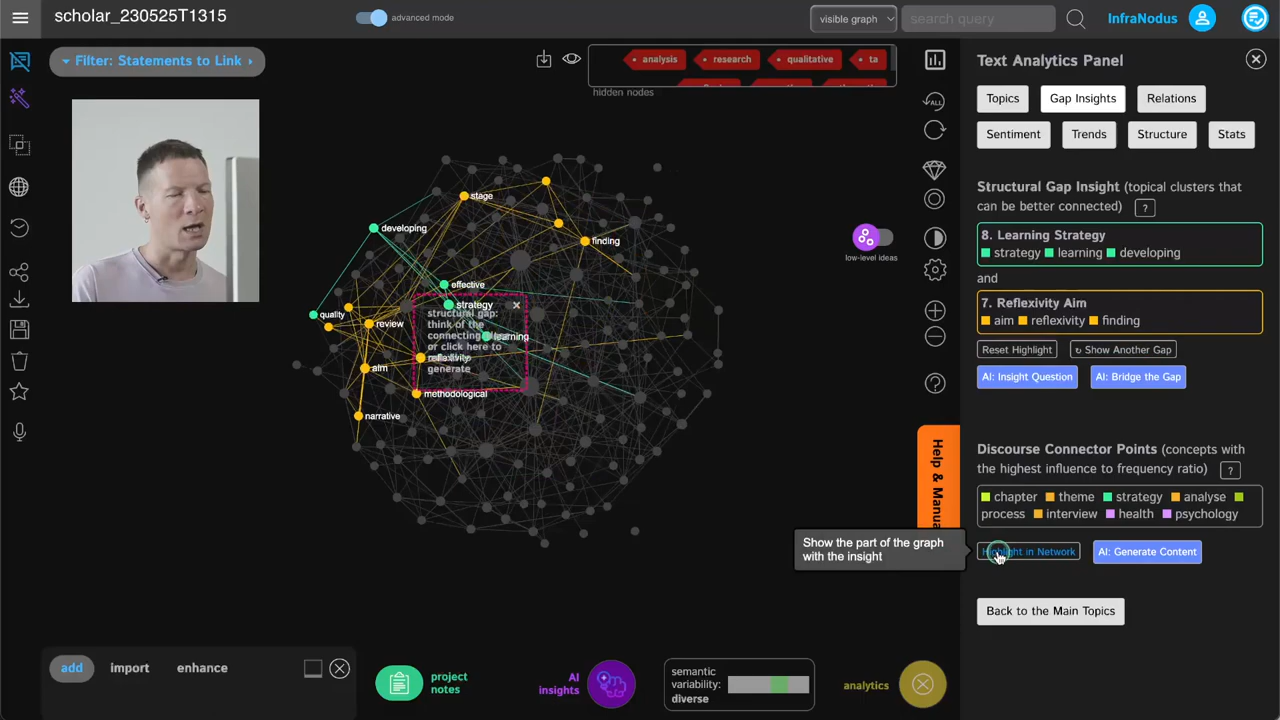 scholar_230525T1315
advanced mode
visible graph
search query
InfraNodus
Filter: Statements to Link
analysis
research
qualitative
ta
hidden nodes
ALL
low-level ideas
stage
developing
finding
effective
strategy
quality
review
structural gap:
think of the
connecting
or click here to
generate
learning
reflexivity
aim
methodological
narrative
Help & Manua
Text Analytics Panel
Topics
Gap Insights
Relations
Sentiment
Trends
Structure
Stats
Structural Gap Insight (topical clusters that
can be better connected) ?
8. Learning Strategy
strategy learning developing
and
7. Reflexivity Aim
aim reflexivity finding
Reset Highlight
↻ Show Another Gap
AI: Insight Question
AI: Bridge the Gap
Discourse Connector Points (concepts with
the highest influence to frequency ratio) ?
chapter theme strategy analyse
process interview health psychology
Show the part of the graph
with the insight
Highlight in Network
AI: Generate Content
Back to the Main Topics
add
import
enhance
project
notes
AI
insights
semantic
variability:
diverse
analytics